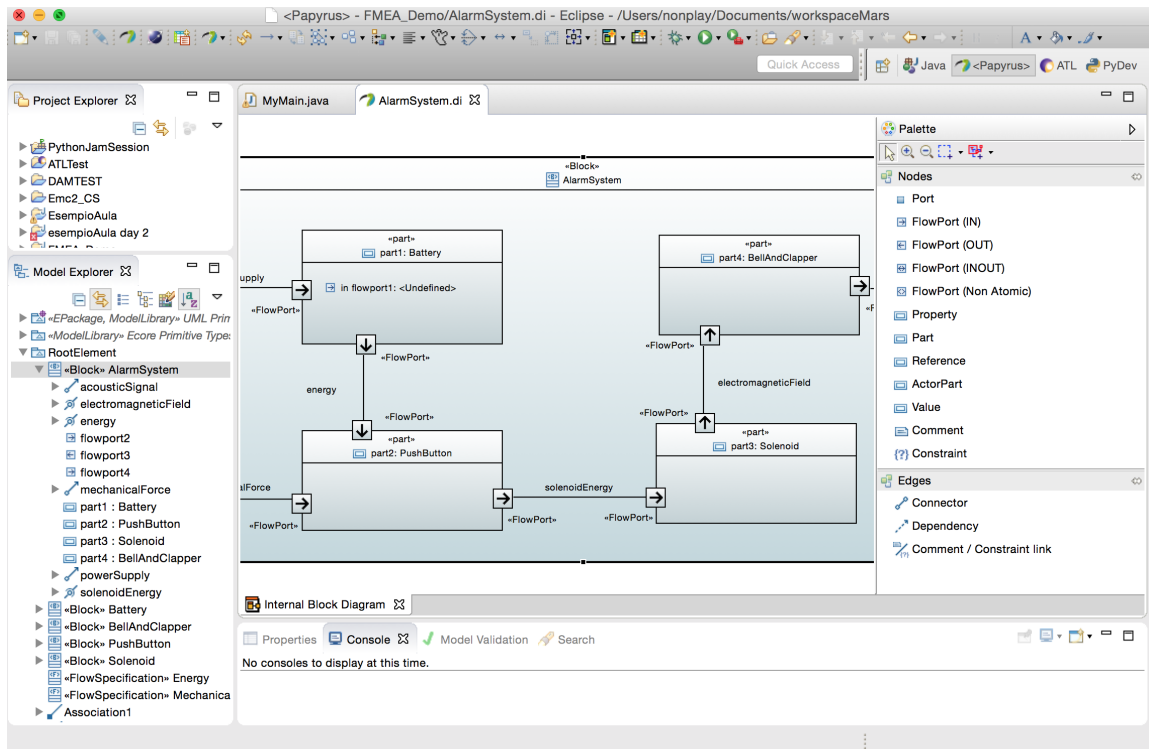 <Papyrus> - FMEA_Demo/AlarmSystem.di - Eclipse - /Users/nonplay/Documents/workspaceMars
Quick Access
Java
<Papyrus>
ATL
PyDev
Project Explorer
PythonJamSession
ATLTest
DAMTEST
Emc2_CS
EsempioAula
esempioAula day 2
Model Explorer
«EPackage, ModelLibrary» UML Prim
«ModelLibrary» Ecore Primitive Types
RootElement
«Block» AlarmSystem
acousticSignal
electromagneticField
energy
flowport2
flowport3
flowport4
mechanicalForce
part1 : Battery
part2 : PushButton
part3 : Solenoid
part4 : BellAndClapper
powerSupply
solenoidEnergy
«Block» Battery
«Block» BellAndClapper
«Block» PushButton
«Block» Solenoid
«FlowSpecification» Energy
«FlowSpecification» Mechanica
Association1
MyMain.java
AlarmSystem.di
«Block»
AlarmSystem
«part»
part1: Battery
upply
in flowport1: <Undefined>
«FlowPort»
«FlowPort»
energy
«FlowPort»
«part»
part2: PushButton
alForce
«FlowPort»
solenoidEnergy
«FlowPort»
«FlowPort»
«part»
part4: BellAndClapper
«F
«FlowPort»
electromagneticField
«FlowPort»
«part»
part3: Solenoid
Internal Block Diagram
Palette
Nodes
Port
FlowPort (IN)
FlowPort (OUT)
FlowPort (INOUT)
FlowPort (Non Atomic)
Property
Part
Reference
ActorPart
Value
Comment
Constraint
Edges
Connector
Dependency
Comment / Constraint link
Properties
Console
Model Validation
Search
No consoles to display at this time.